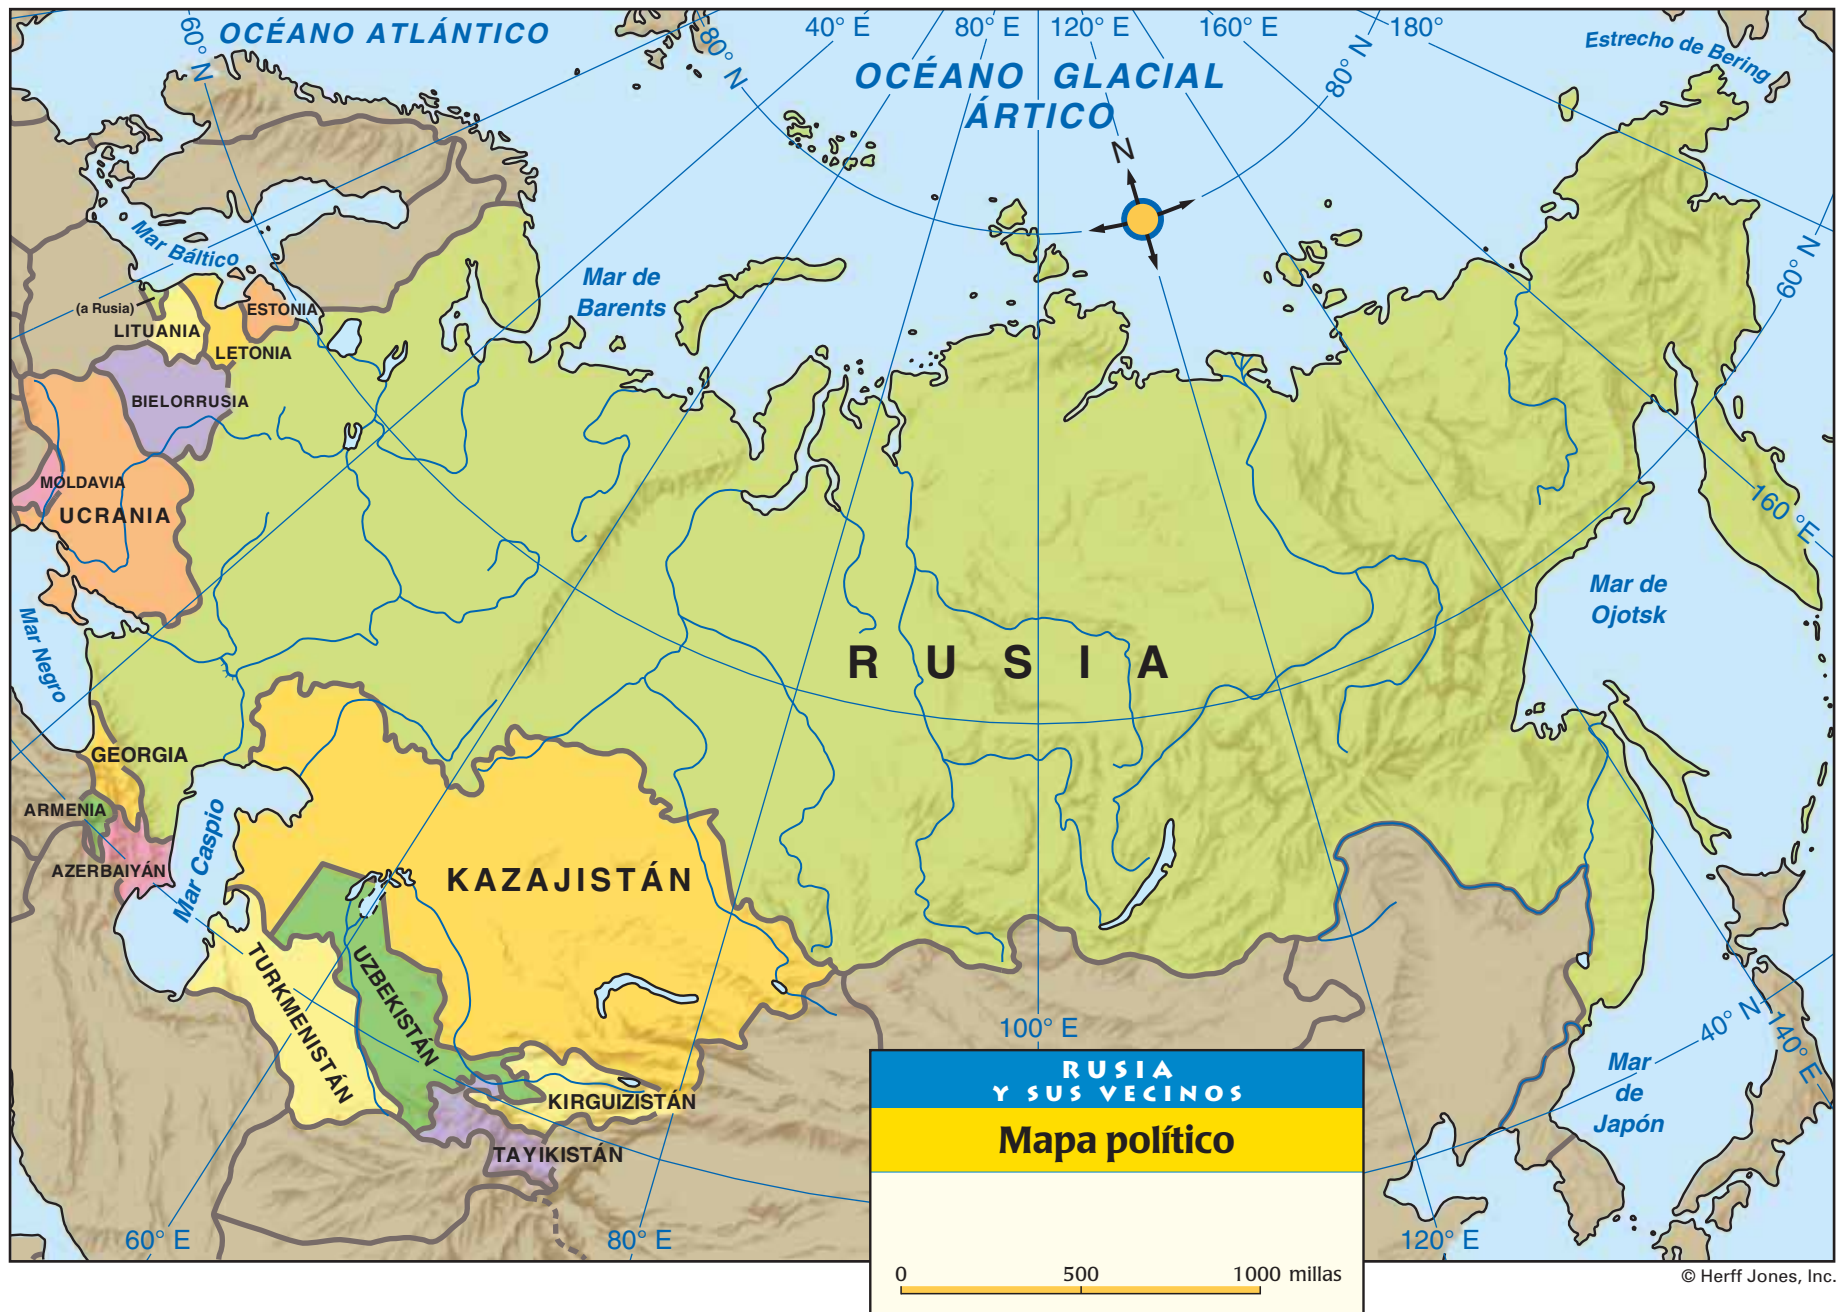 OCÉANO ATLÁNTICO
60° N
80° N
40° E
80° E
120° E
160° E
180°
80° N
Estrecho de Bering
OCÉANO GLACIAL
ÁRTICO
N
Mar Báltico
Mar de
Barents
60° N
(a Rusia)
ESTONIA
LITUANIA
LETONIA
BIELORRUSIA
MOLDAVIA
UCRANIA
160 °E
Mar de
Ojotsk
Mar Negro
RUSIA
GEORGIA
ARMENIA
AZERBAIYÁN
Mar Caspio
KAZAJISTÁN
TURKMENISTÁN
UZBEKISTÁN
KIRGUIZISTÁN
TAYIKISTÁN
100° E
40° N
140° E
Mar
de
Japón
60° E
80° E
120° E
RUSIA
Y SUS VECINOS
Mapa político
0 500 1000 millas
© Herff Jones, Inc.